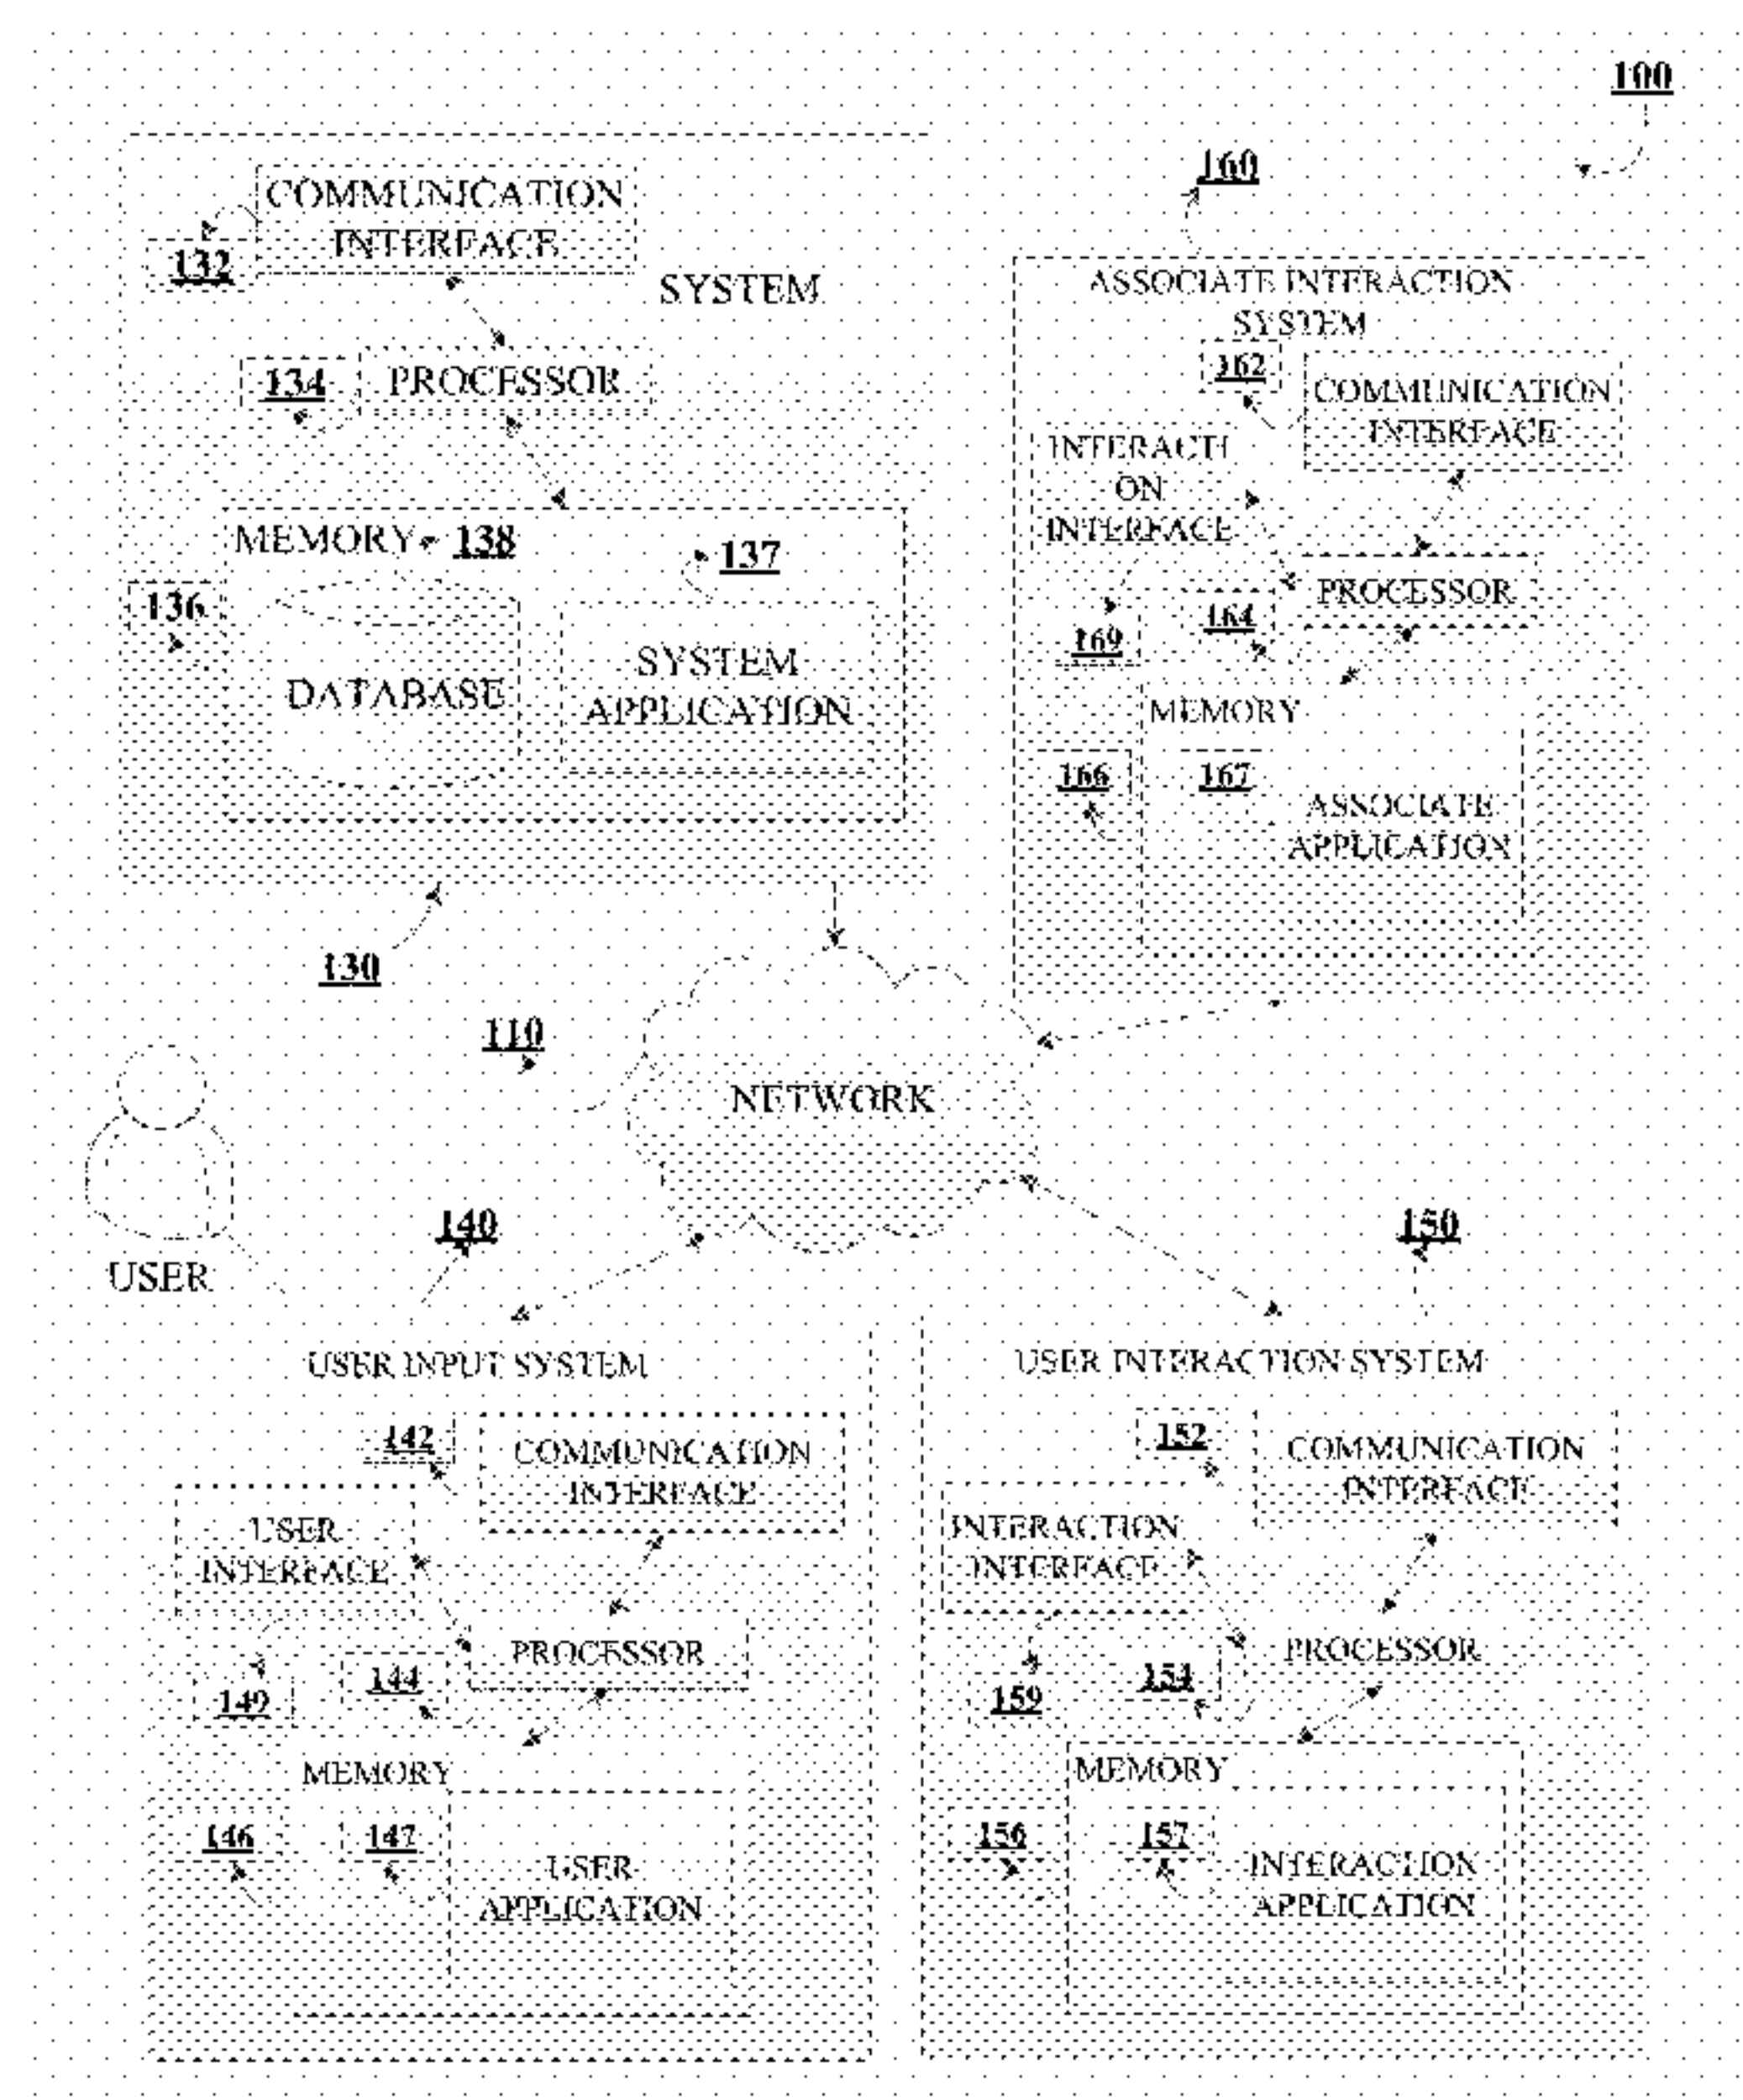 100
160
COMMUNICATION
INTERFACE
132
SYSTEM
134
PROCESSOR
MEMORY
138
137
136
DATABASE
SYSTEM
APPLICATION
130
ASSOCIATE INTERACTION
SYSTEM
162
COMMUNICATION
INTERFACE
INTERACTI
ON
INTERFACE
PROCESSOR
164
169
MEMORY
166
167
ASSOCIATE
APPLICATION
110
NETWORK
USER
140
150
USER INPUT SYSTEM
142
COMMUNICATION
INTERFACE
USER
INTERFACE
PROCESSOR
144
149
MEMORY
146
147
USER
APPLICATION
USER INTERACTION SYSTEM
152
COMMUNICATION
INTERFACE
INTERACTION
INTERFACE
PROCESSOR
154
159
MEMORY
156
157
INTERACTION
APPLICATION